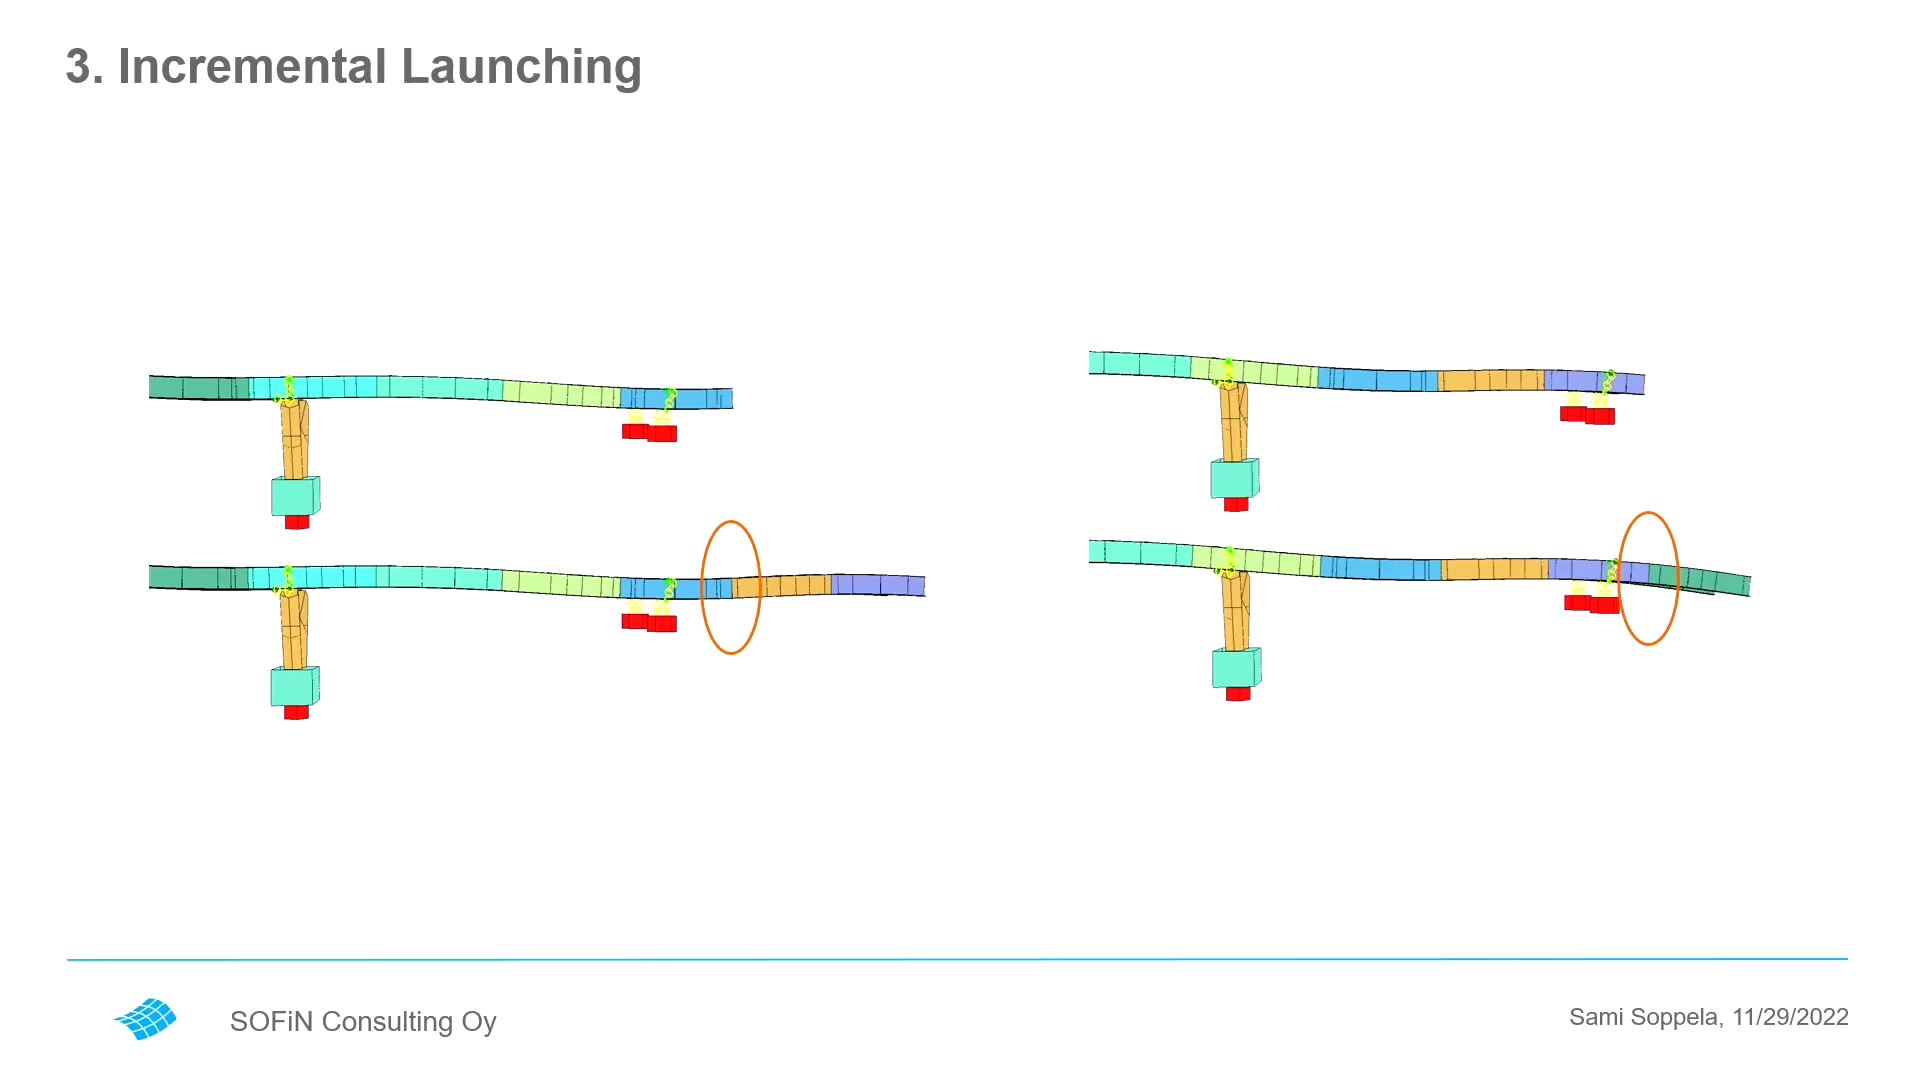 3. Incremental Launching
SOFiN Consulting Oy
Sami Soppela, 11/29/2022